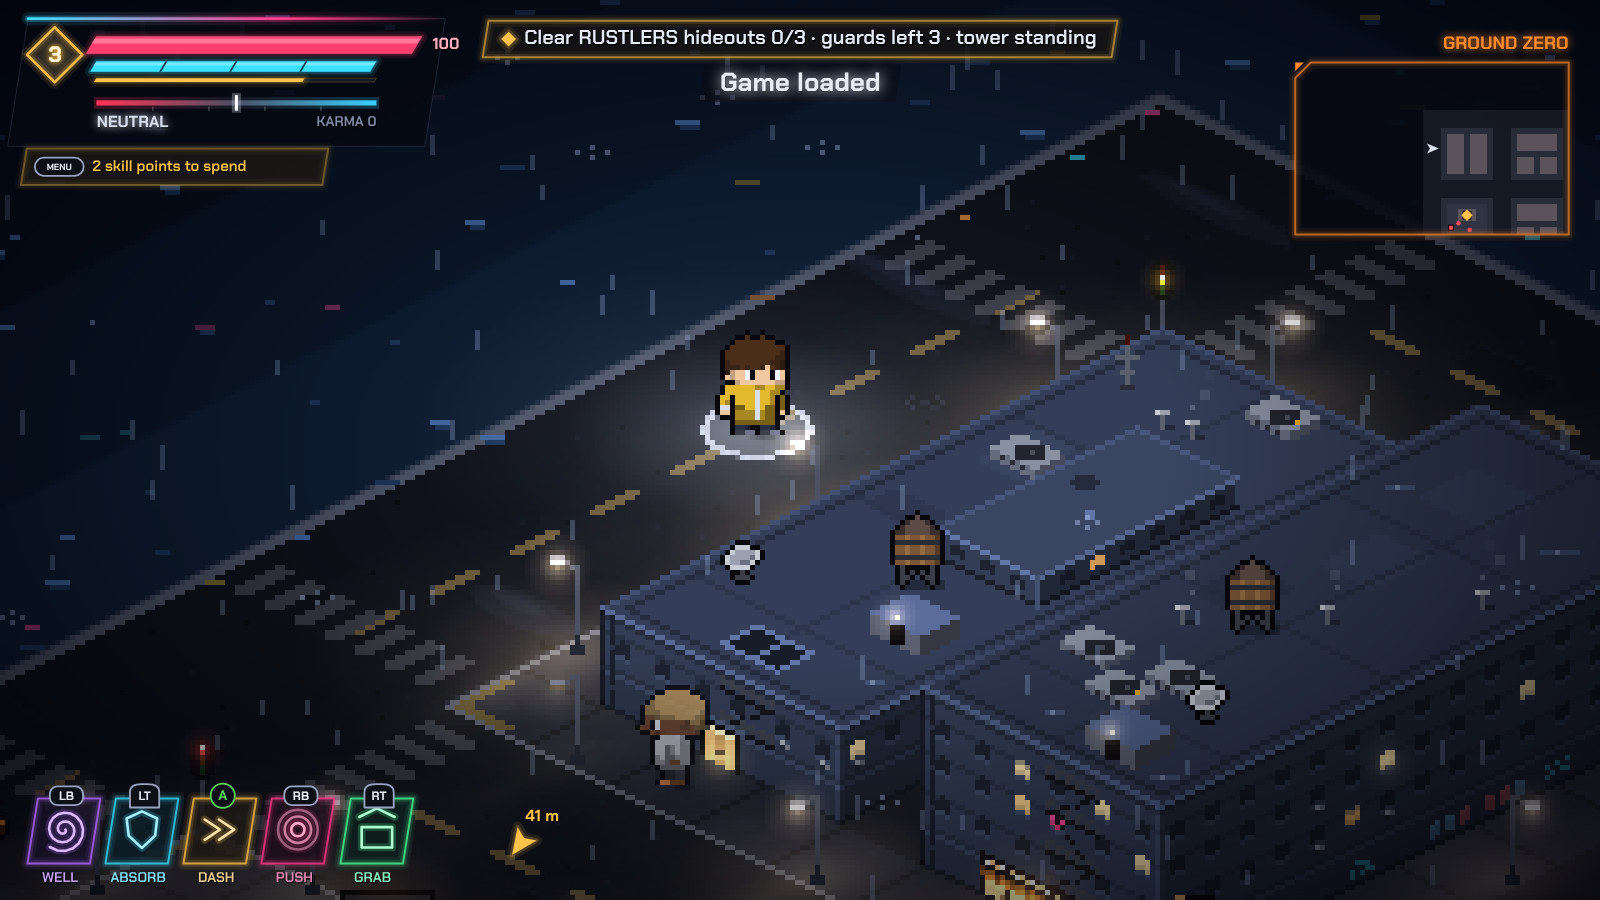 3
100
NEUTRAL
KARMA 0
MENU
2 skill points to spend
Clear RUSTLERS hideouts 0/3 · guards left 3 · tower standing
Game loaded
GROUND ZERO
41 m
LB
LT
A
RB
RT
WELL
ABSORB
DASH
PUSH
GRAB